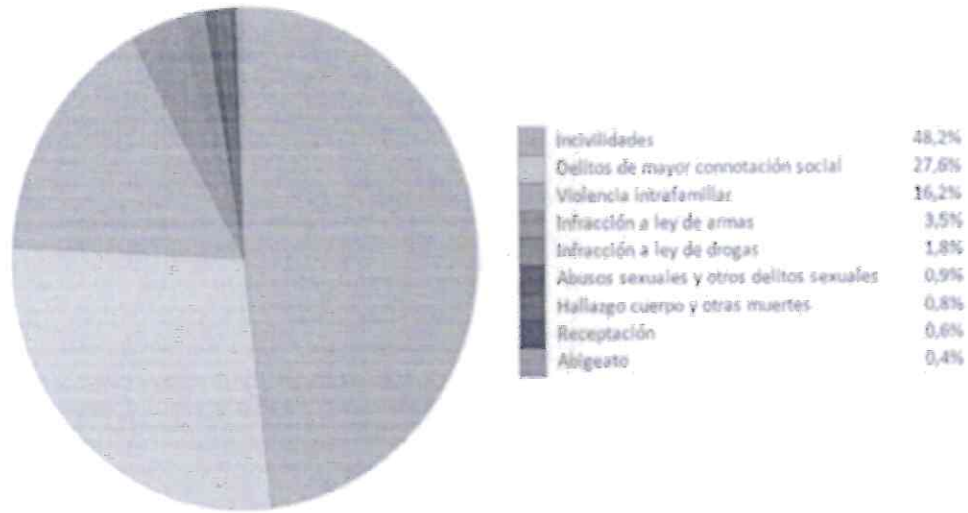 Incivilidades 48,2%
Delitos de mayor connotación social 27,6%
Violencia intrafamiliar 16,2%
Infracción a ley de armas 3,5%
Infracción a ley de drogas 1,8%
Abusos sexuales y otros delitos sexuales 0,9%
Hallazgo cuerpo y otras muertes 0,8%
Receptación 0,6%
Abigeato 0,4%